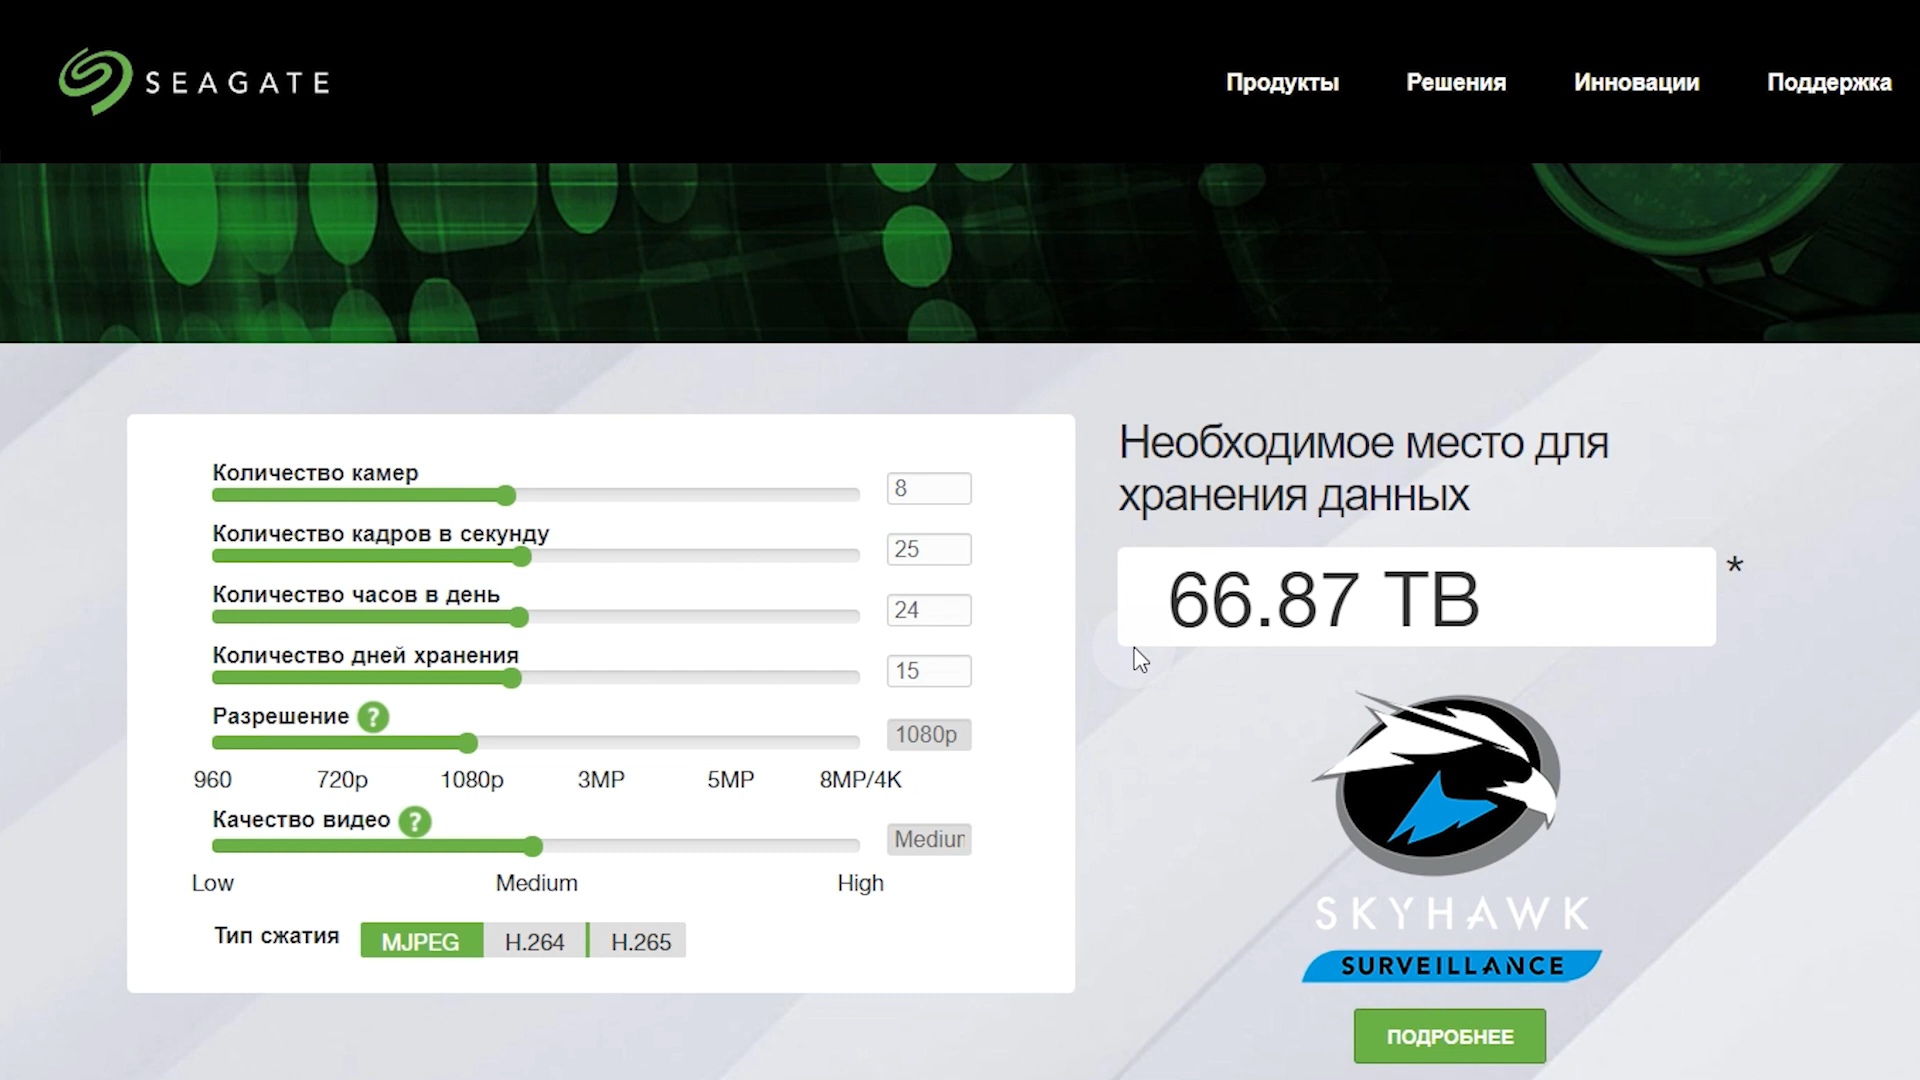 SEAGATE
Продукты Решения Инновации Поддержка
Количество камер
8
Количество кадров в секунду
25
Количество часов в день
24
Количество дней хранения
15
Разрешение ?
1080p
960 720p 1080p 3MP 5MP 8MP/4K
Качество видео ?
Mediur
Low Medium High
Тип сжатия MJPEG H.264 H.265
Необходимое место для
хранения данных
66.87 TB *
SKYHAWK
SURVEILLANCE
ПОДРОБНЕЕ